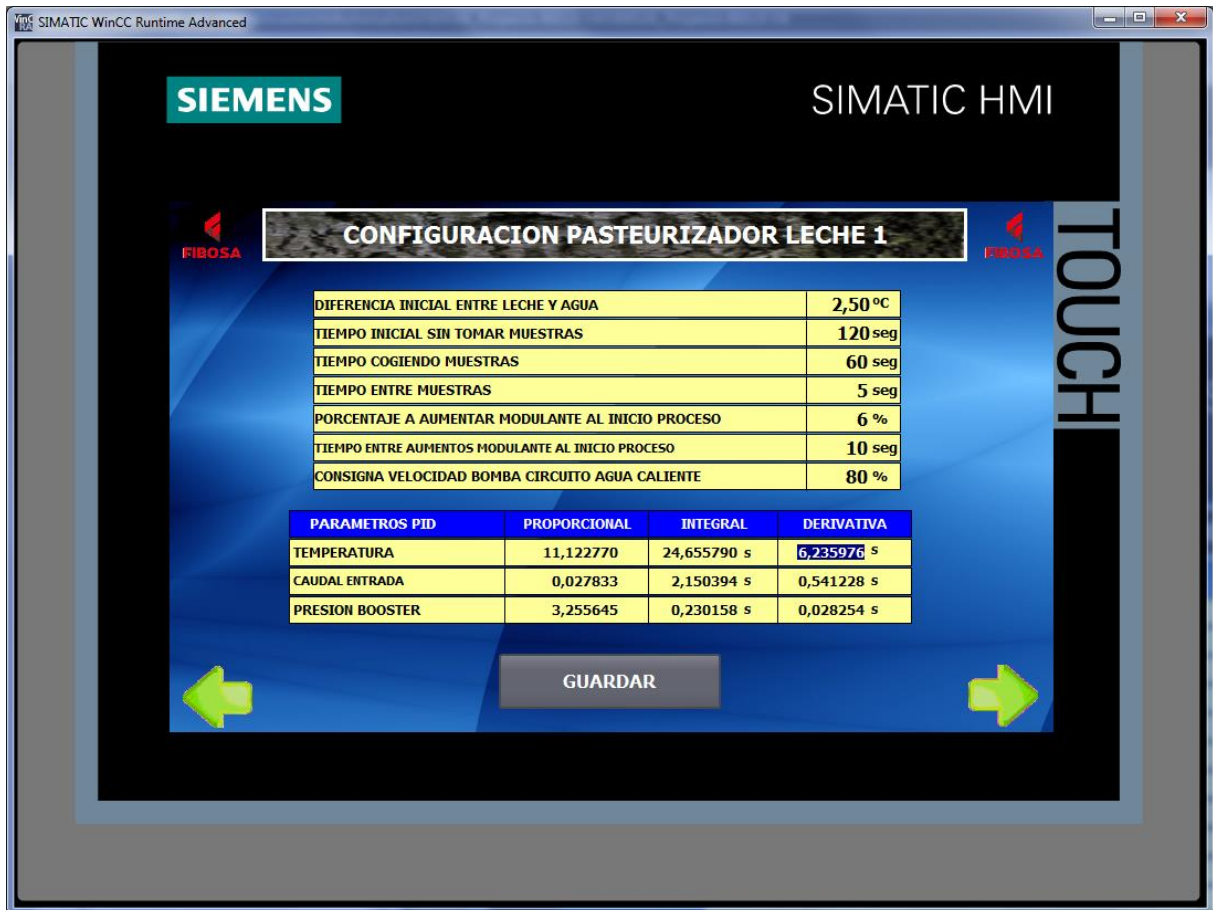 SIMATIC WinCC Runtime Advanced
SIEMENS
SIMATIC HMI
TOUCH
FIBOSA
CONFIGURACION PASTEURIZADOR LECHE 1
FIBOSA
DIFERENCIA INICIAL ENTRE LECHE Y AGUA 2,50 ºC
TIEMPO INICIAL SIN TOMAR MUESTRAS 120 seg
TIEMPO COGIENDO MUESTRAS 60 seg
TIEMPO ENTRE MUESTRAS 5 seg
PORCENTAJE A AUMENTAR MODULANTE AL INICIO PROCESO 6 %
TIEMPO ENTRE AUMENTOS MODULANTE AL INICIO PROCESO 10 seg
CONSIGNA VELOCIDAD BOMBA CIRCUITO AGUA CALIENTE 80 %
PARAMETROS PID PROPORCIONAL INTEGRAL DERIVATIVA
TEMPERATURA 11,122770 24,655790 s 6,235976 s
CAUDAL ENTRADA 0,027833 2,150394 s 0,541228 s
PRESION BOOSTER 3,255645 0,230158 s 0,028254 s
GUARDAR